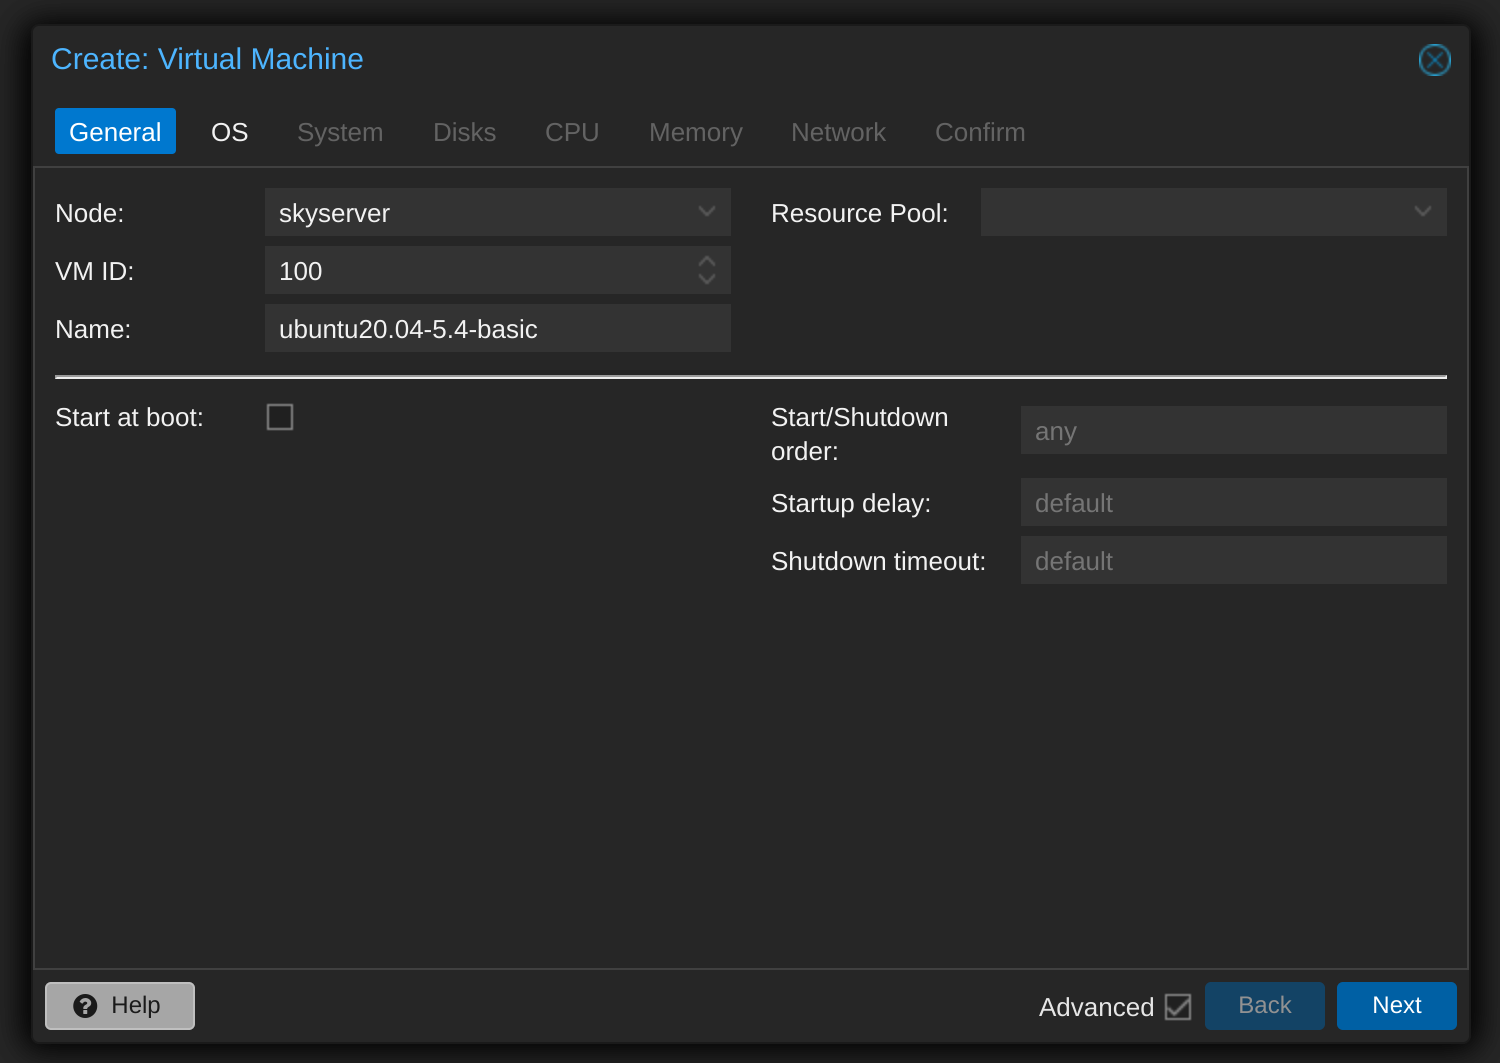 Create: Virtual Machine
General OS System Disks CPU Memory Network Confirm
Node: skyserver
Resource Pool:
VM ID: 100
Name: ubuntu20.04-5.4-basic
Start at boot:
Start/Shutdown
order: any
Startup delay: default
Shutdown timeout: default
Help
Advanced Back Next